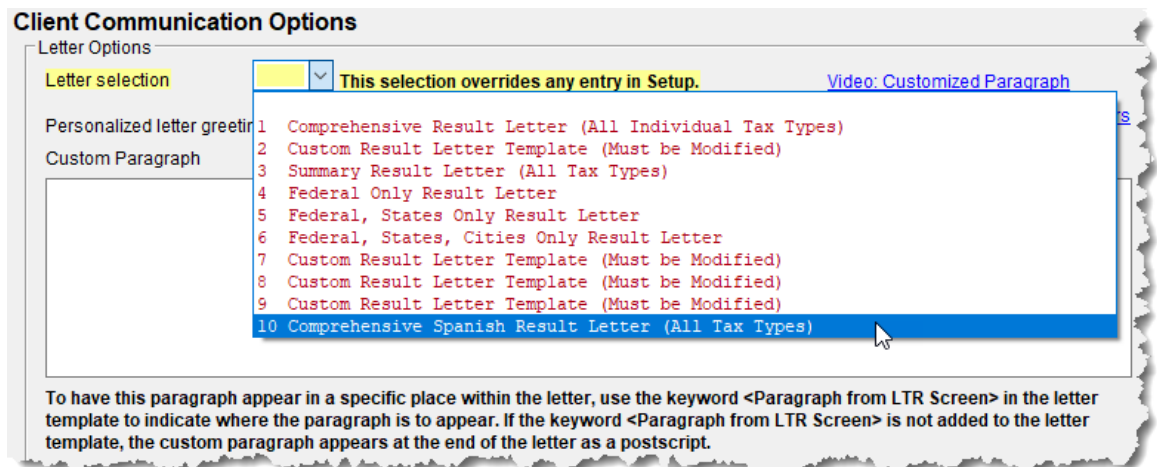 Client Communication Options
Letter Options
Letter selection
This selection overrides any entry in Setup.
Video: Customized Paragraph
Personalized letter
1 Comprehensive Result Letter (All Individual Tax Types)
2 Custom Result Letter Template (Must be Modified)
Custom Paragraph
3 Summary Result Letter (All Tax Types)
4 Federal Only Result Letter
5 Federal, States Only Result Letter
6 Federal, States, Cities Only Result Letter
7 Custom Result Letter Template (Must be Modified)
8 Custom Result Letter Template (Must be Modified)
9 Custom Result Letter Template (Must be Modified)
10 Comprehensive Spanish Result Letter (All Tax Types)
To have this paragraph appear in a specific place within the letter, use the keyword <Paragraph from LTR Screen> in the letter
template to indicate where the paragraph is to appear. If the keyword <Paragraph from LTR Screen> is not added to the letter
template, the custom paragraph appears at the end of the letter as a postscript.